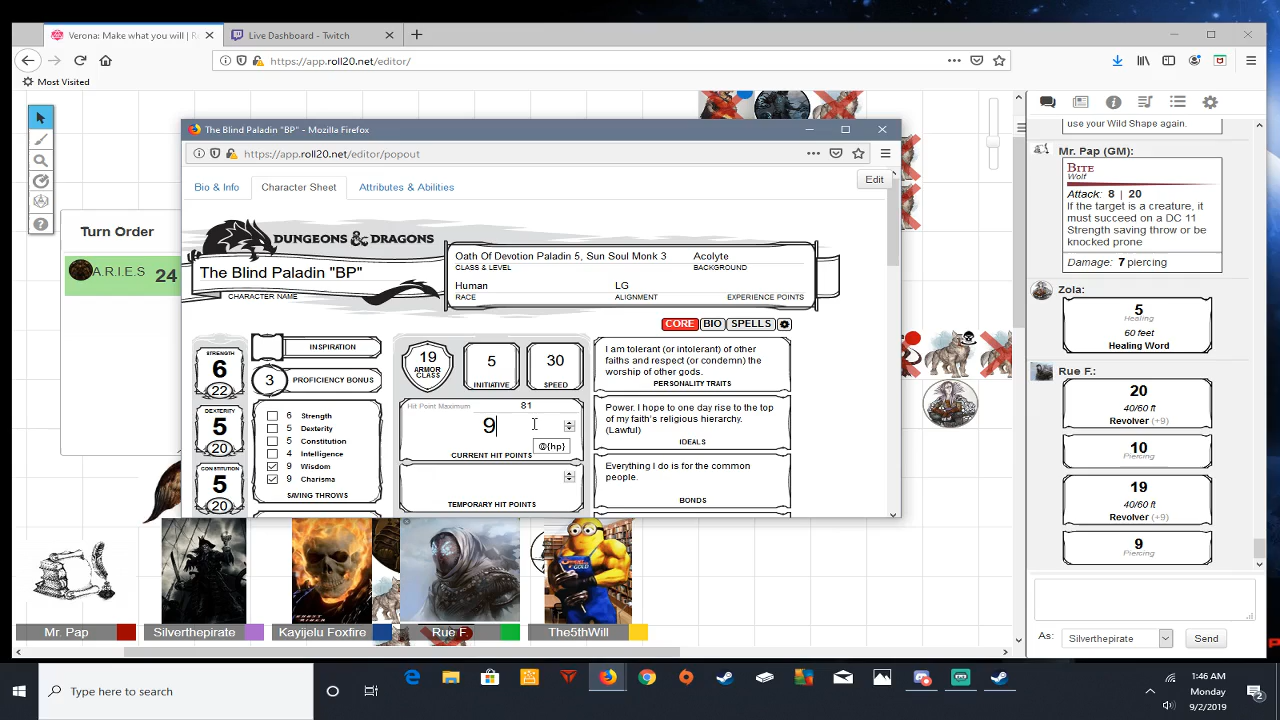 Verona: Make what you will | R
Live Dashboard - Twitch
https://app.roll20.net/editor/
Most Visited
The Blind Paladin "BP" - Mozilla Firefox
https://app.roll20.net/editor/popout
Bio & Info
Character Sheet
Attributes & Abilities
Edit
Turn Order
A.R.I.E.S
24
DUNGEONS & DRAGONS
The Blind Paladin "BP"
CHARACTER NAME
Oath Of Devotion Paladin 5, Sun Soul Monk 3
Acolyte
CLASS & LEVEL
BACKGROUND
Human
LG
RACE
ALIGNMENT
EXPERIENCE POINTS
CORE
BIO
SPELLS
STRENGTH
6
22
DEXTERITY
5
20
CONSTITUTION
5
20
INSPIRATION
3
PROFICIENCY BONUS
6 Strength
5 Dexterity
5 Constitution
4 Intelligence
9 Wisdom
9 Charisma
SAVING THROWS
19
ARMOR
CLASS
5
INITIATIVE
30
SPEED
Hit Point Maximum
81
9
@{hp}
CURRENT HIT POINTS
TEMPORARY HIT POINTS
I am tolerant (or intolerant) of other
faiths and respect (or condemn) the
worship of other gods.
PERSONALITY TRAITS
Power. I hope to one day rise to the top
of my faith's religious hierarchy.
(Lawful)
IDEALS
Everything I do is for the common
people.
BONDS
use your Wild Shape again.
Mr. Pap (GM):
BITE
Wolf
Attack: 8 | 20
If the target is a creature, it
must succeed on a DC 11
Strength saving throw or be
knocked prone
Damage: 7 piercing
Zola:
5
Healing
60 feet
Healing Word
Rue F.:
20
40/60 ft
Revolver (+9)
10
Piercing
19
40/60 ft
Revolver (+9)
9
Piercing
As:
Silverthepirate
Send
Mr. Pap
Silverthepirate
Kayijelu Foxfire
Rue F.
The5thWill
Type here to search
1:46 AM
Monday
9/2/2019
2